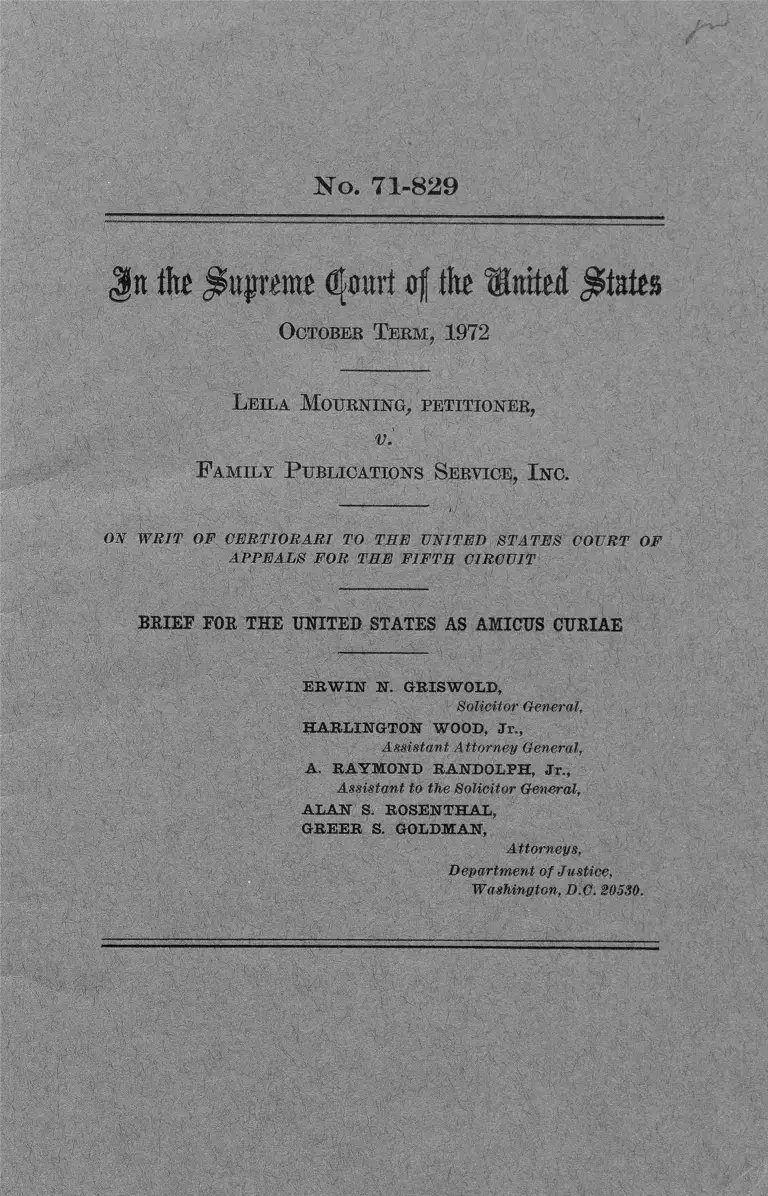 No. 71-829
In the Supreme Court of the United States
OCTOBER TERM, 1972
LEILA MOURNING, PETITIONER,
v.
FAMILY PUBLICATIONS SERVICE, INC.
ON WRIT OF CERTIORARI TO THE UNITED STATES COURT OF
APPEALS FOR THE FIFTH CIRCUIT
BRIEF FOR THE UNITED STATES AS AMICUS CURIAE
ERWIN N. GRISWOLD,
Solicitor General,
HARLINGTON WOOD, Jr.,
Assistant Attorney General,
A. RAYMOND RANDOLPH, Jr.,
Assistant to the Solicitor General,
ALAN S. ROSENTHAL,
GREER S. GOLDMAN,
Attorneys,
Department of Justice,
Washington, D.C. 20530.